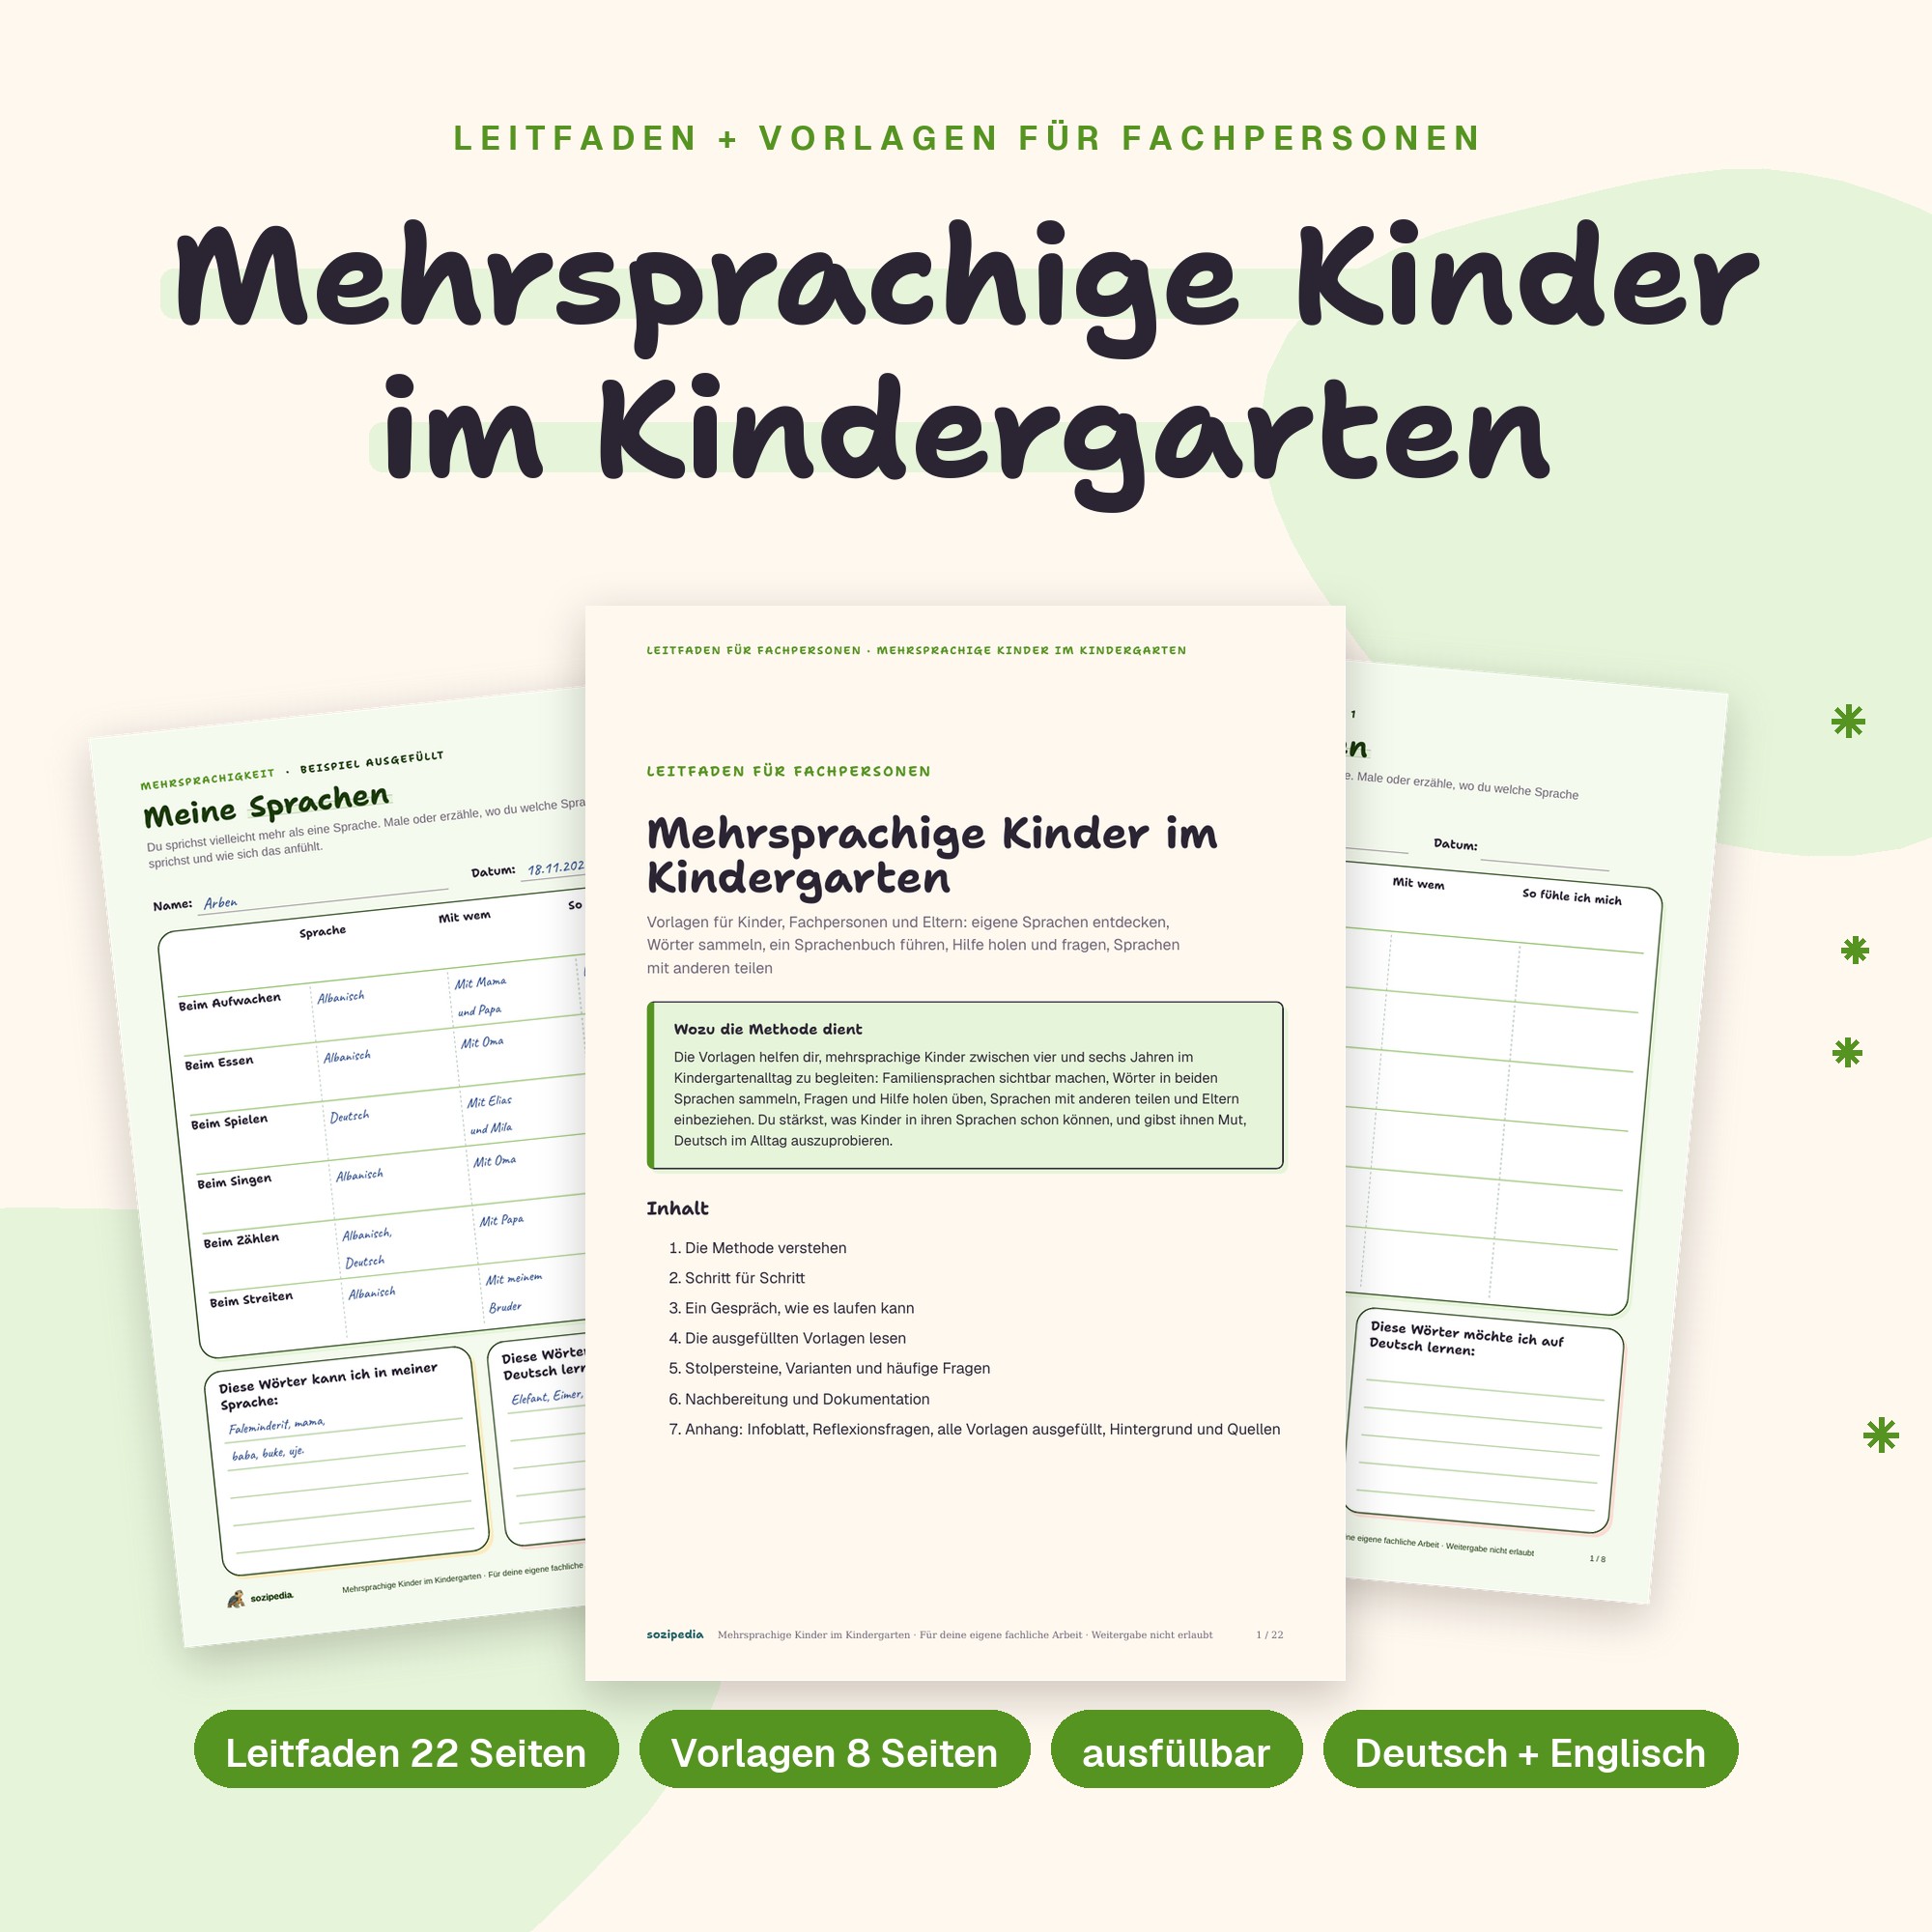 LEITFADEN + VORLAGEN FÜR FACHPERSONEN
Mehrsprachige Kinder
im Kindergarten
MEHRSPRACHIGKEIT · BEISPIEL AUSGEFÜLLT
Meine Sprachen
Du sprichst vielleicht mehr als eine Sprache. Male oder erzähle, wo du welche
sprichst und wie sich das anfühlt.
Name: Arben
Datum: 18.11.202
Sprache
Mit wem
So
Beim Aufwachen
Albanisch
Mit Mama
und Papa
Beim Essen
Albanisch
Mit Oma
Beim Spielen
Deutsch
Mit Elias
und Mila
Beim Singen
Albanisch
Mit Oma
Beim Zählen
Albanisch,
Deutsch
Mit Papa
Beim Streiten
Albanisch
Mit meinem
Bruder
Diese Wörter kann ich in meiner
Sprache:
Faleminderit, mama,
baba, buke, uje.
Diese
Deutsch
Elefant, Eimer,
sozipedia.
Mehrsprachige Kinder im Kindergarten · Für deine eigene fachliche
LEITFADEN FÜR FACHPERSONEN · MEHRSPRACHIGE KINDER IM KINDERGARTEN
LEITFADEN FÜR FACHPERSONEN
Mehrsprachige Kinder im
Kindergarten
Vorlagen für Kinder, Fachpersonen und Eltern: eigene Sprachen entdecken,
Wörter sammeln, ein Sprachenbuch führen, Hilfe holen und fragen, Sprachen
mit anderen teilen
Wozu die Methode dient
Die Vorlagen helfen dir, mehrsprachige Kinder zwischen vier und sechs Jahren im
Kindergartenalltag zu begleiten: Familiensprachen sichtbar machen, Wörter in beiden
Sprachen sammeln, Fragen und Hilfe holen üben, Sprachen mit anderen teilen und Eltern
einbeziehen. Du stärkst, was Kinder in ihren Sprachen schon können, und gibst ihnen Mut,
Deutsch im Alltag auszuprobieren.
Inhalt
1. Die Methode verstehen
2. Schritt für Schritt
3. Ein Gespräch, wie es laufen kann
4. Die ausgefüllten Vorlagen lesen
5. Stolpersteine, Varianten und häufige Fragen
6. Nachbereitung und Dokumentation
7. Anhang: Infoblatt, Reflexionsfragen, alle Vorlagen ausgefüllt, Hintergrund und Quellen
sozipedia Mehrsprachige Kinder im Kindergarten · Für deine eigene fachliche Arbeit · Weitergabe nicht erlaubt 1 / 22
1
en
e. Male oder erzähle, wo du welche Sprache
Datum:
Mit wem
So fühle ich mich
Diese Wörter möchte ich auf
Deutsch lernen:
eigene fachliche Arbeit · Weitergabe nicht erlaubt 1 / 8
Leitfaden 22 Seiten
Vorlagen 8 Seiten
ausfüllbar
Deutsch + Englisch